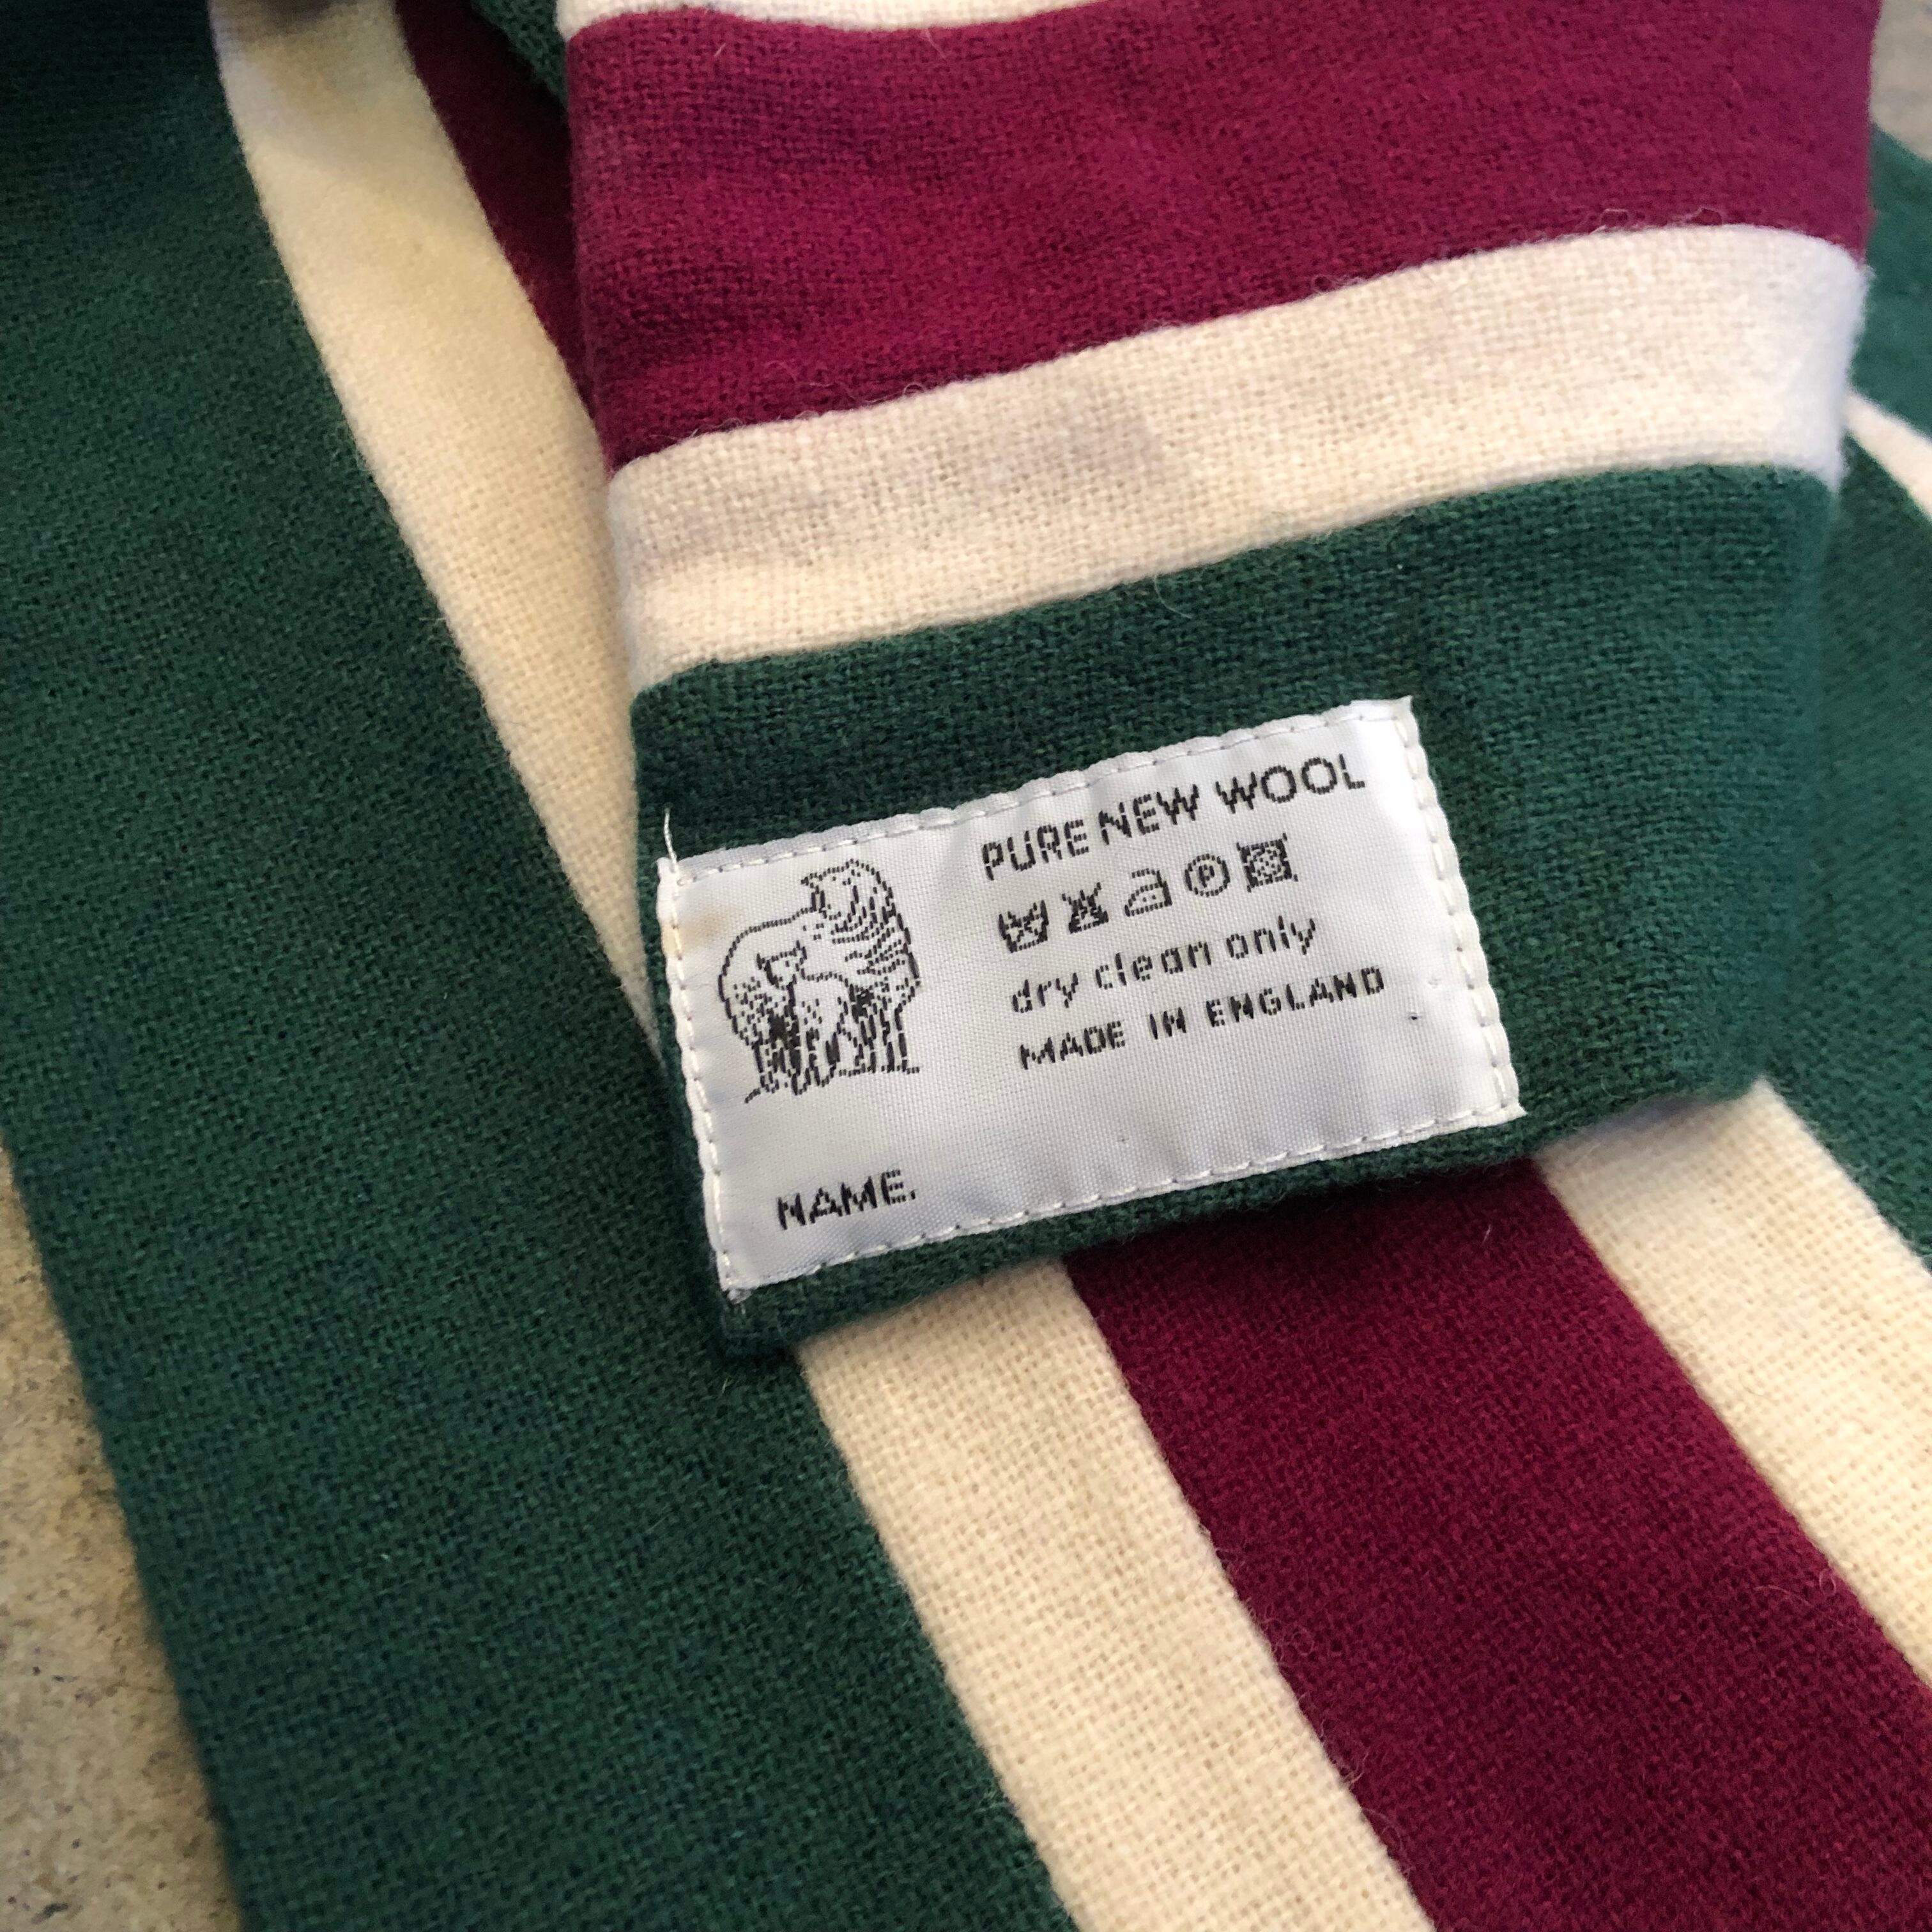 PURE NEW WOOL
P
dry clean only
MADE IN ENGLAND
NAME.